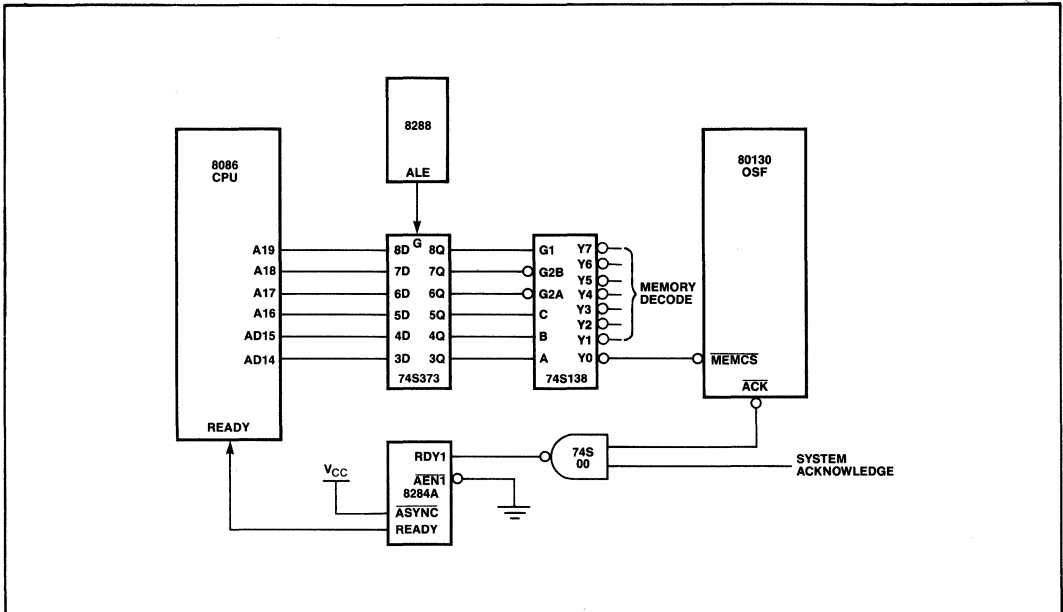 8288
ALE
8086
CPU
A19
A18
A17
A16
AD15
AD14
READY
G
8D 8Q
7D 7Q
6D 6Q
5D 5Q
4D 4Q
3D 3Q
74S373
G1 Y7
G2B Y6
G2A Y5
Y4
C Y3
B Y2
Y1
A Y0
74S138
MEMORY
DECODE
80130
OSF
MEMCS
ACK
VCC
RDY1
AEN1
8284A
ASYNC
READY
74S
00
SYSTEM
ACKNOWLEDGE